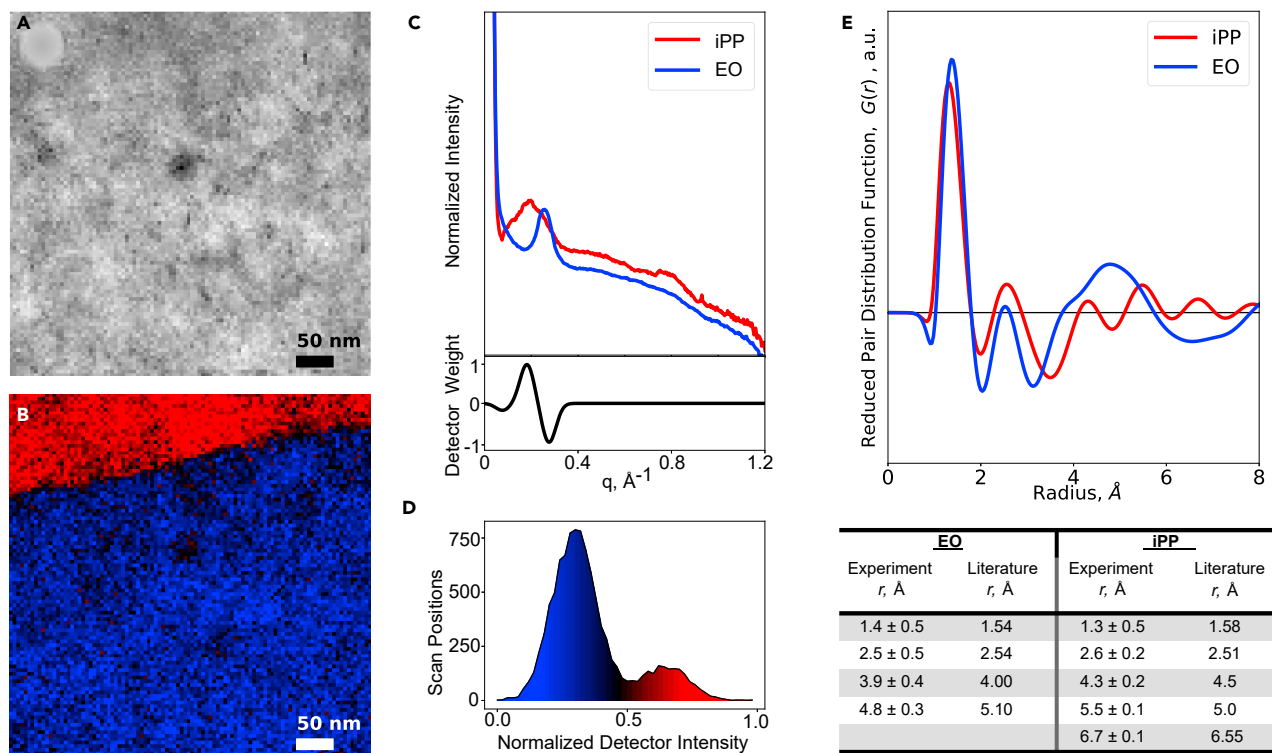 A
50 nm
B
50 nm
C
iPP
EO
Normalized Intensity
Detector Weight
1
0
-1
0
0.4
0.8
1.2
q, Å-1
D
Scan Positions
750
500
250
0
0.0
0.5
1.0
Normalized Detector Intensity
E
iPP
EO
Reduced Pair Distribution Function, G(r) , a.u.
0
2
4
6
8
Radius, Å
EO iPP
Experiment Literature Experiment Literature
r, Å r, Å r, Å r, Å
1.4 ± 0.5 1.54 1.3 ± 0.5 1.58
2.5 ± 0.5 2.54 2.6 ± 0.2 2.51
3.9 ± 0.4 4.00 4.3 ± 0.2 4.5
4.8 ± 0.3 5.10 5.5 ± 0.1 5.0
6.7 ± 0.1 6.55